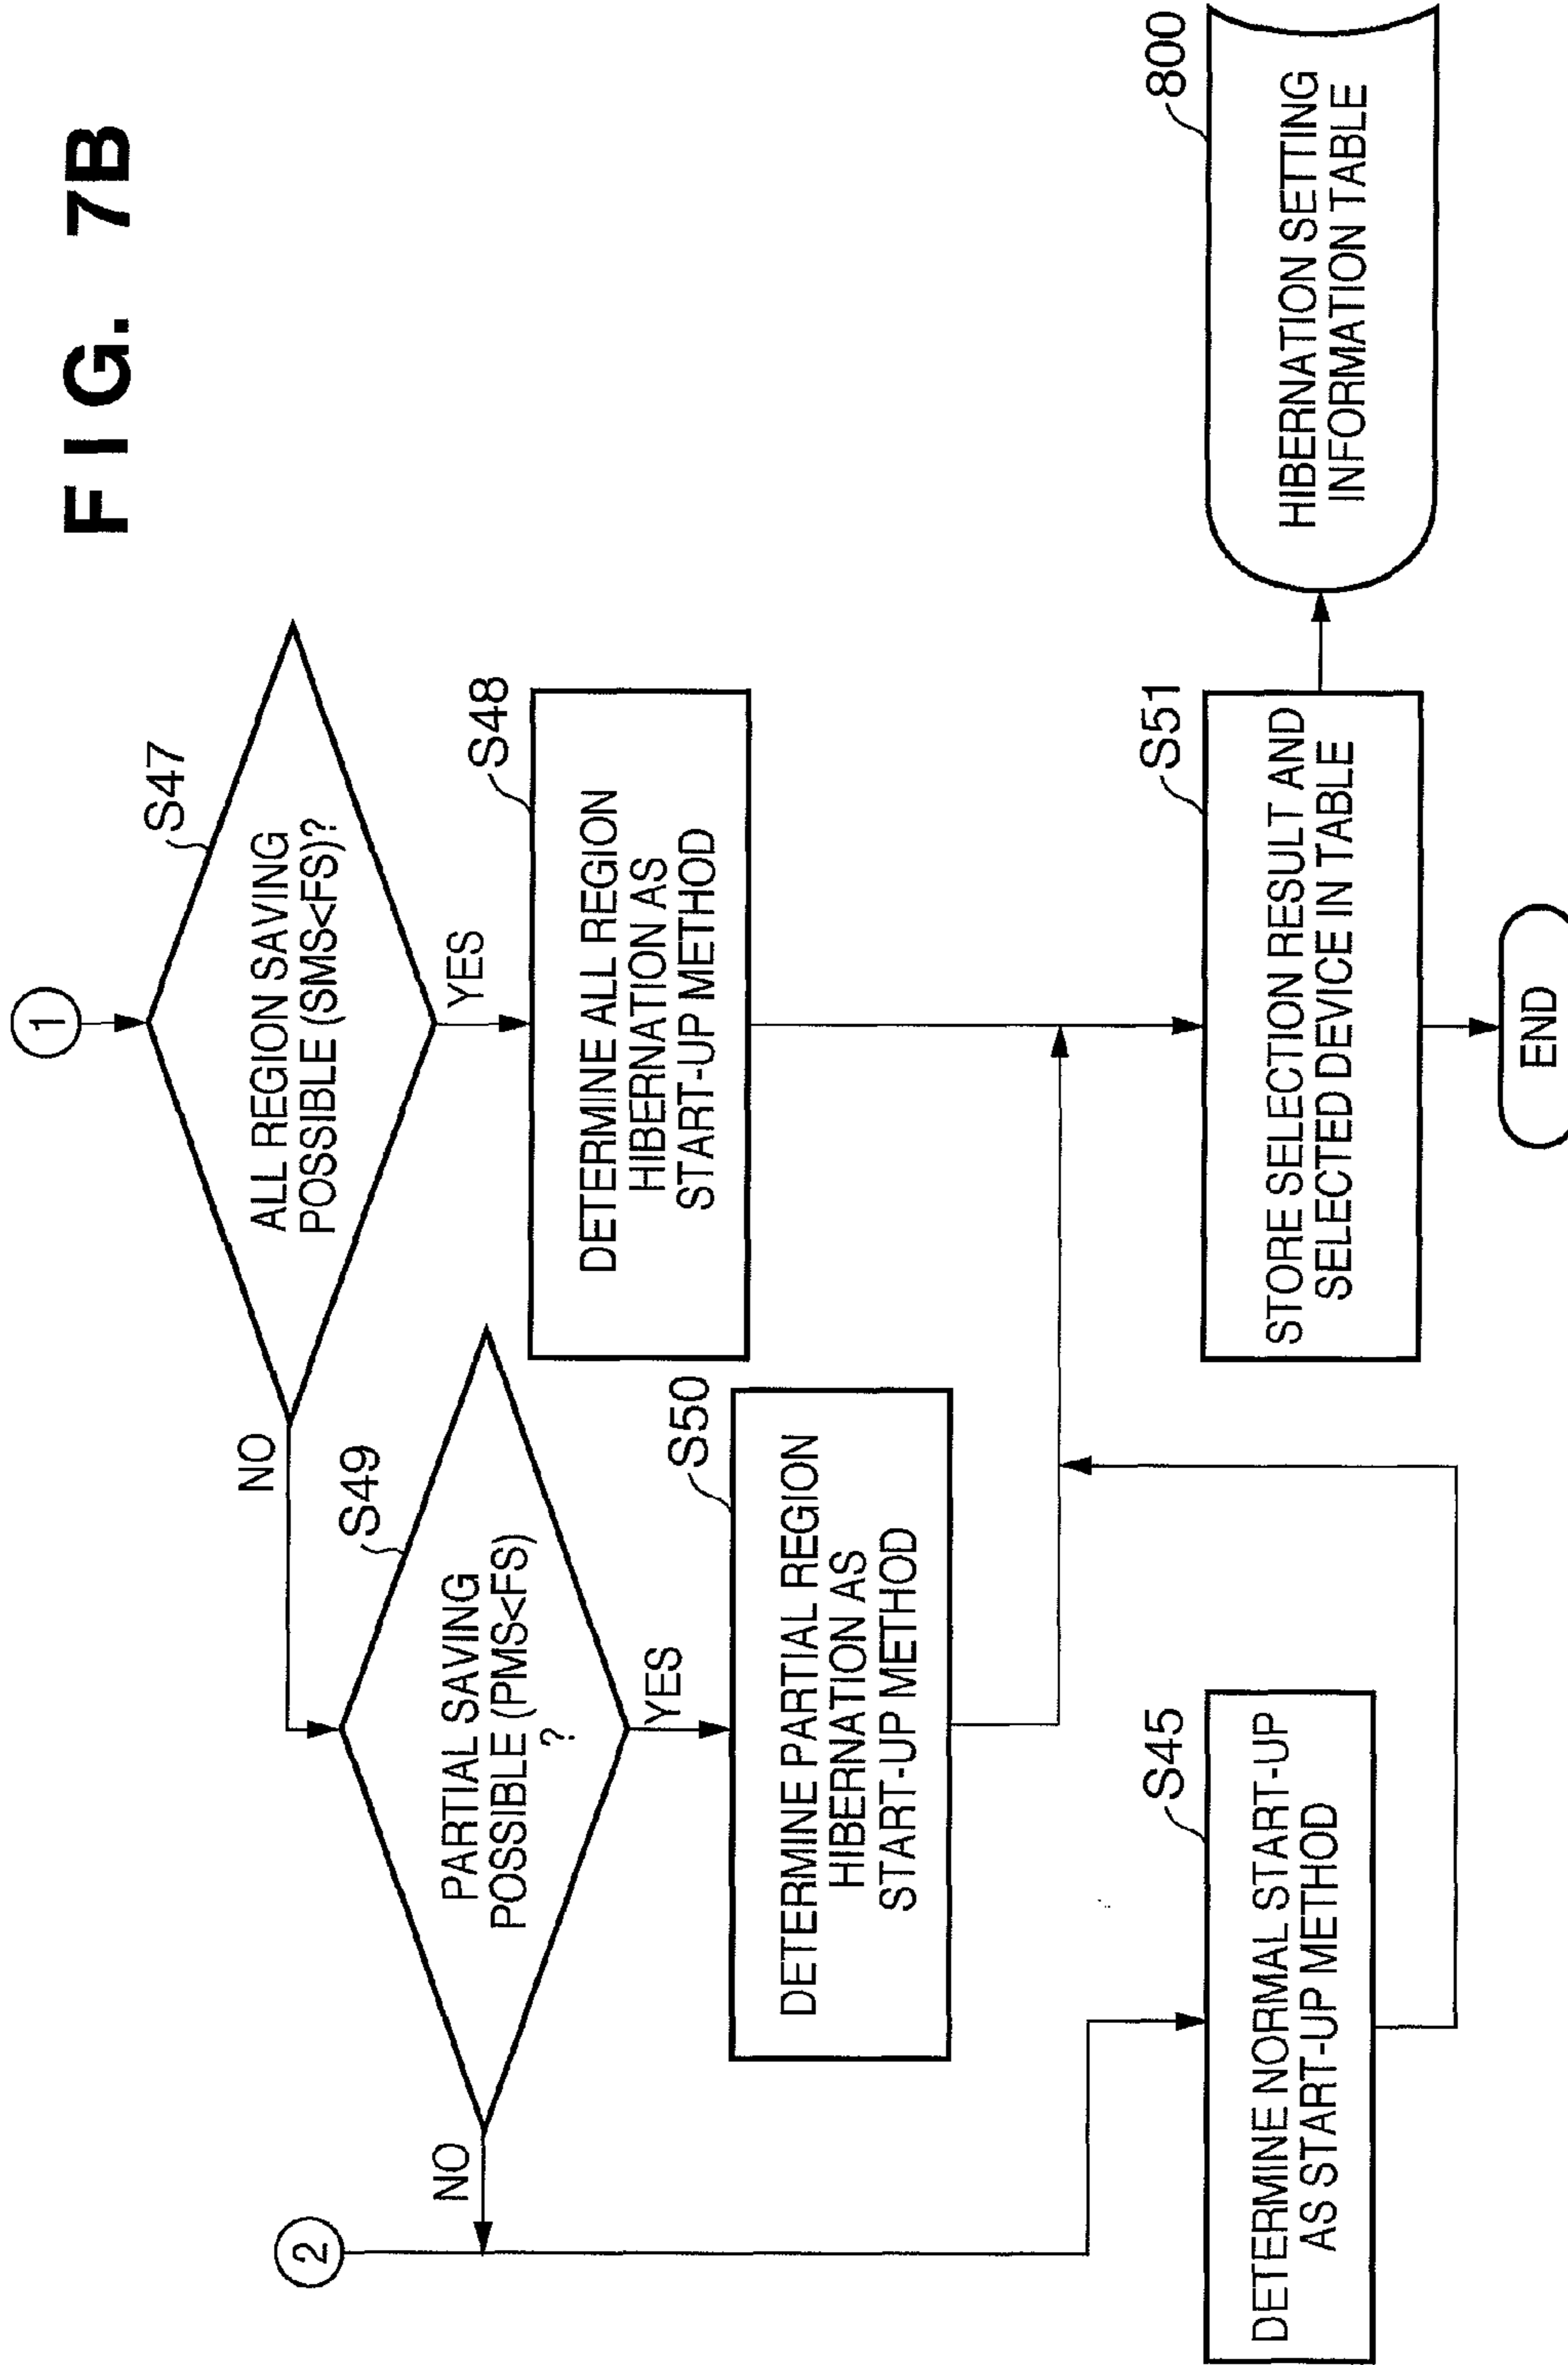 FIG. 7B
1
S47
ALL REGION SAVING
POSSIBLE (SMS<FS)?
NO
YES
S48
DETERMINE ALL REGION
HIBERNATION AS
START-UP METHOD
S49
PARTIAL SAVING
POSSIBLE (PMS<FS)
?
NO
YES
2
S50
DETERMINE PARTIAL REGION
HIBERNATION AS
START-UP METHOD
S45
DETERMINE NORMAL START-UP
AS START-UP METHOD
S51
STORE SELECTION RESULT AND
SELECTED DEVICE IN TABLE
800
HIBERNATION SETTING
INFORMATION TABLE
END